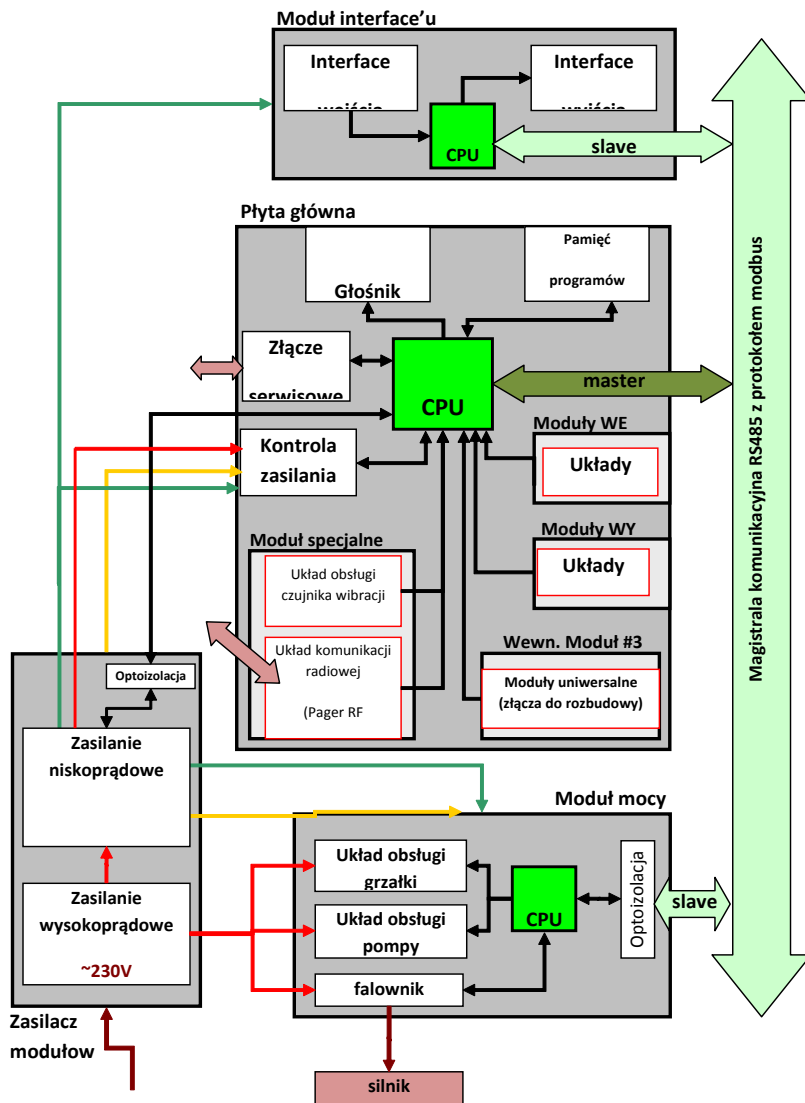 Moduł interface'u
Interface
Interface
CPU
slave
Płyta główna
Głośnik
Pamięć
programów
Złącze
serwisowe
CPU
master
Kontrola
zasilania
Moduły WE
Układy
Moduły WY
Układy
Moduł specjalne
Układ obsługi
czujnika wibracji
Układ komunikacji
radiowej
(Pager RF
Wewn. Moduł #3
Moduły uniwersalne
(złącza do rozbudowy)
Magistrala komunikacyjna RS485 z protokołem modbus
Optoizolacja
Zasilanie
niskoprądowe
Zasilanie
wysokoprądowe
~230V
Zasilacz
modułow
Moduł mocy
Układ obsługi
grzałki
Układ obsługi
pompy
falownik
CPU
Optoizolacja
slave
silnik